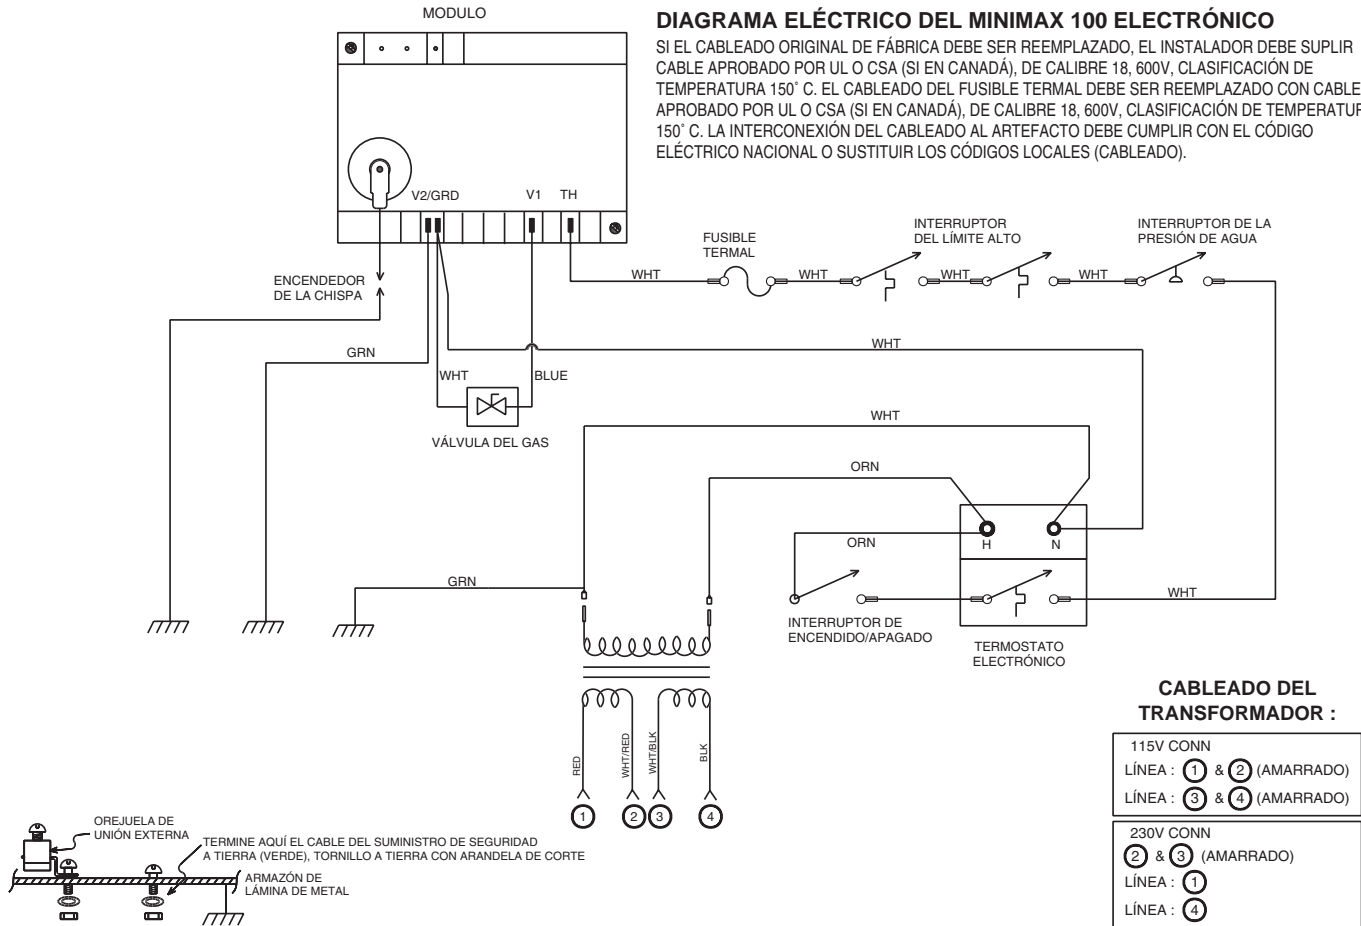 MODULO
DIAGRAMA ELÉCTRICO DEL MINIMAX 100 ELECTRÓNICO
SI EL CABLEADO ORIGINAL DE FÁBRICA DEBE SER REEMPLAZADO, EL INSTALADOR DEBE SUPLIR
CABLE APROBADO POR UL O CSA (SI EN CANADÁ), DE CALIBRE 18, 600V, CLASIFICACIÓN DE
TEMPERATURA 150° C. EL CABLEADO DEL FUSIBLE TERMAL DEBE SER REEMPLAZADO CON CABLE
APROBADO POR UL O CSA (SI EN CANADÁ), DE CALIBRE 18, 600V, CLASIFICACIÓN DE TEMPERATUR
150° C. LA INTERCONEXIÓN DEL CABLEADO AL ARTEFACTO DEBE CUMPLIR CON EL CÓDIGO
ELÉCTRICO NACIONAL O SUSTITUIR LOS CÓDIGOS LOCALES (CABLEADO).
V2/GRD
V1
TH
ENCENDEDOR
DE LA CHISPA
FUSIBLE
TERMAL
INTERRUPTOR
DEL LÍMITE ALTO
INTERRUPTOR DE LA
PRESIÓN DE AGUA
WHT
WHT
WHT
WHT
GRN
WHT
WHT
BLUE
VÁLVULA DEL GAS
WHT
ORN
H
N
ORN
GRN
WHT
INTERRUPTOR DE
ENCENDIDO/APAGADO
TERMOSTATO
ELECTRÓNICO
RED
WHT/RED
WHT/BLK
BLK
1
2
3
4
CABLEADO DEL
TRANSFORMADOR :
115V CONN
LÍNEA : 1 & 2 (AMARRADO)
LÍNEA : 3 & 4 (AMARRADO)
230V CONN
2 & 3 (AMARRADO)
LÍNEA : 1
LÍNEA : 4
OREJUELA DE
UNIÓN EXTERNA
TERMINE AQUÍ EL CABLE DEL SUMINISTRO DE SEGURIDAD
A TIERRA (VERDE), TORNILLO A TIERRA CON ARANDELA DE CORTE
ARMAZÓN DE
LÁMINA DE METAL